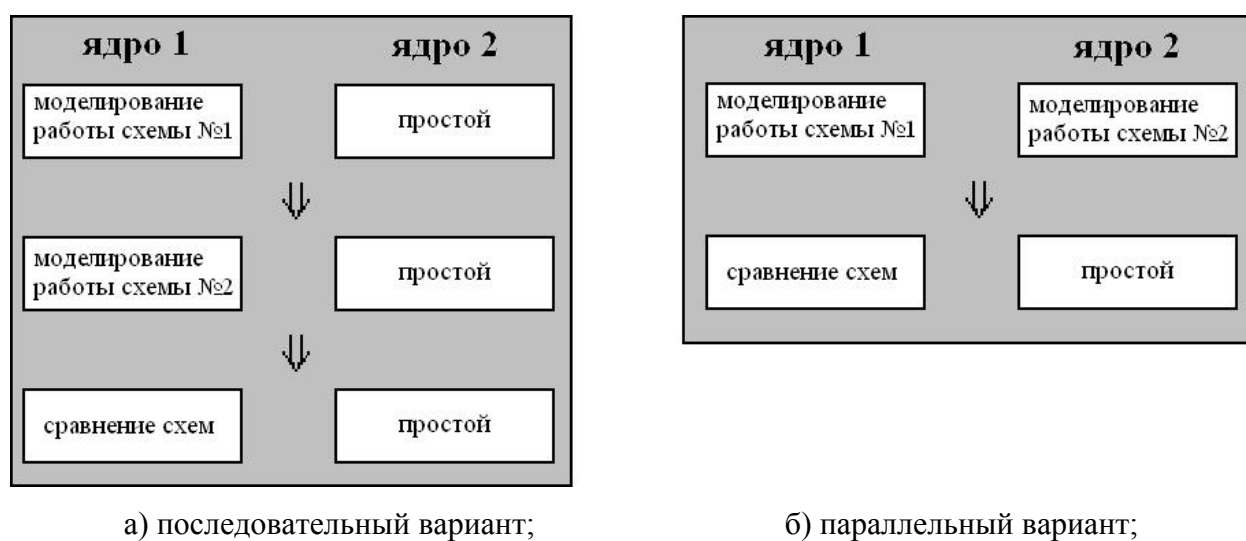 ядро 1
ядро 2
моделирование
работы схемы №1
простой
⇓
моделирование
работы схемы №2
простой
⇓
сравнение схем
простой
а) последовательный вариант;
ядро 1
ядро 2
моделирование
работы схемы №1
моделирование
работы схемы №2
⇓
сравнение схем
простой
б) параллельный вариант;